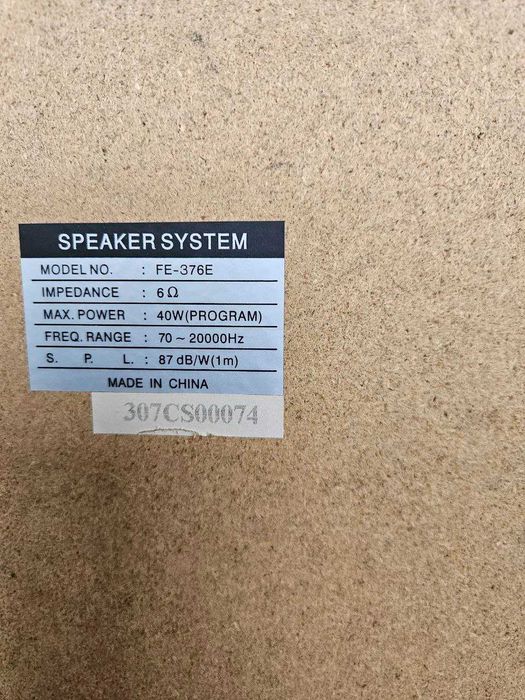 SPEAKER SYSTEM
MODEL NO. : FE-376E
IMPEDANCE : 6Ω
MAX. POWER : 40W(PROGRAM)
FREQ. RANGE : 70 ~ 20000Hz
S. P. L. : 87 dB/W(1m)
MADE IN CHINA
307CS00074